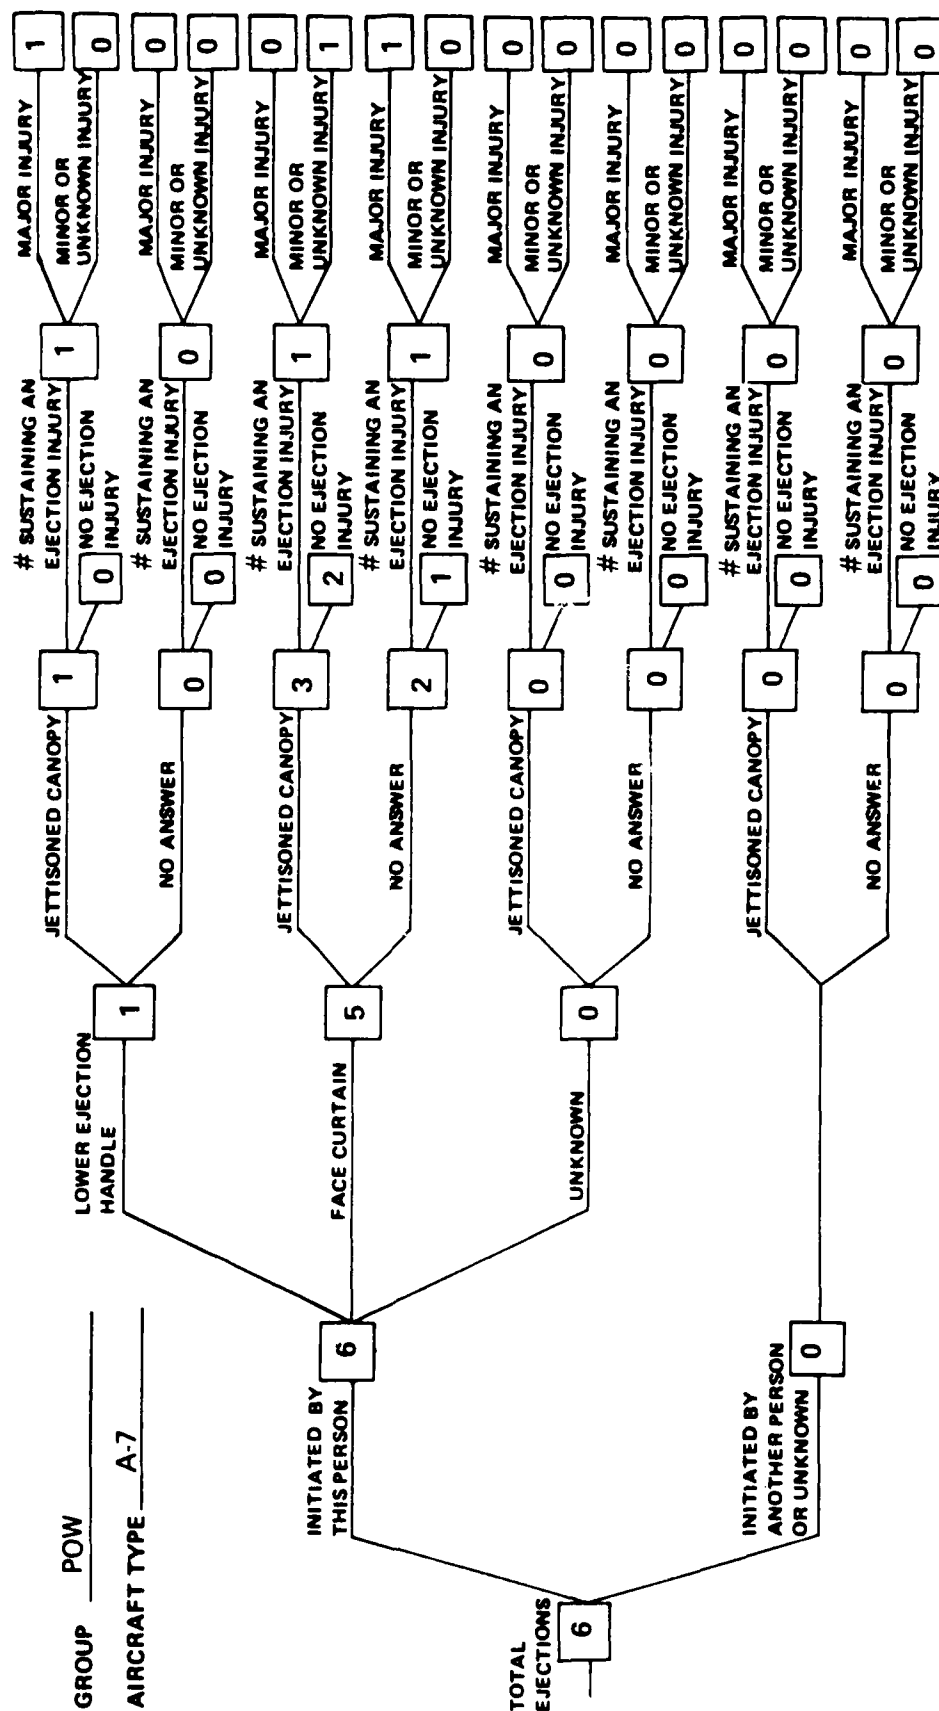 GROUP POW
AIRCRAFT TYPE A-7
TOTAL
EJECTIONS
6
INITIATED BY
THIS PERSON
6
INITIATED BY
ANOTHER PERSON
OR UNKNOWN
0
LOWER EJECTION
HANDLE
1
FACE CURTAIN
5
UNKNOWN
0
JETTISONED CANOPY
1
# SUSTAINING AN
EJECTION INJURY
1
NO EJECTION
INJURY
0
MAJOR INJURY
1
MINOR OR
UNKNOWN INJURY
0
NO ANSWER
0
# SUSTAINING AN
EJECTION INJURY
0
NO EJECTION
INJURY
0
MAJOR INJURY
0
MINOR OR
UNKNOWN INJURY
0
JETTISONED CANOPY
3
# SUSTAINING AN
EJECTION INJURY
1
NO EJECTION
INJURY
2
MAJOR INJURY
0
MINOR OR
UNKNOWN INJURY
1
NO ANSWER
2
# SUSTAINING AN
EJECTION INJURY
1
NO EJECTION
INJURY
1
MAJOR INJURY
1
MINOR OR
UNKNOWN INJURY
0
JETTISONED CANOPY
0
# SUSTAINING AN
EJECTION INJURY
0
NO EJECTION
INJURY
0
MAJOR INJURY
0
MINOR OR
UNKNOWN INJURY
0
NO ANSWER
0
# SUSTAINING AN
EJECTION INJURY
0
NO EJECTION
INJURY
0
MAJOR INJURY
0
MINOR OR
UNKNOWN INJURY
0
JETTISONED CANOPY
0
# SUSTAINING AN
EJECTION INJURY
0
NO EJECTION
INJURY
0
MAJOR INJURY
0
MINOR OR
UNKNOWN INJURY
0
NO ANSWER
0
# SUSTAINING AN
EJECTION INJURY
0
NO EJECTION
INJURY
0
MAJOR INJURY
0
MINOR OR
UNKNOWN INJURY
0